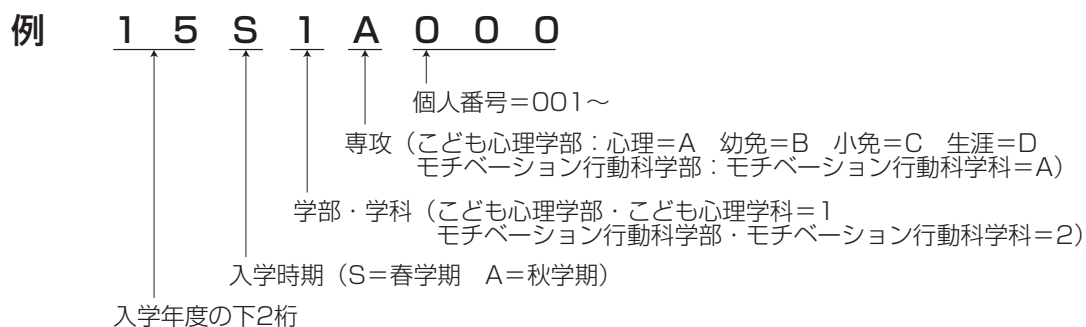 例 15S1A000
個人番号=001〜
専攻（こども心理学部：心理=A　幼免=B　小免=C　生涯=D
モチベーション行動科学部：モチベーション行動科学科=A）
学部・学科（こども心理学部・こども心理学科=1
モチベーション行動科学部・モチベーション行動科学科=2）
入学時期（S=春学期　A=秋学期）
入学年度の下2桁